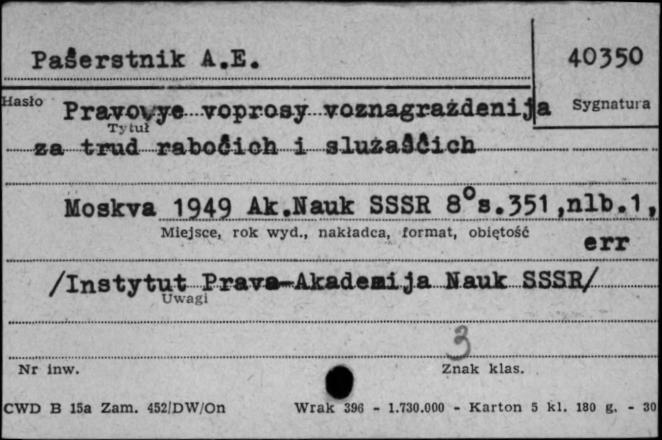 Pašerstnik A.E.
40350
Hasło
Sygnatura
Pravovye voprosy voznagraždenija
Tytuł
za trud rabočich i služaščich
Moskva 1949 Ak.Nauk SSSR 8°s.351,nlb.1,
Miejsce, rok wyd., nakładca, format, objętość
err
/Instytut Prava-Akademija Nauk SSSR/
Uwagi
3
Nr inw.
Znak klas.
CWD B 15a Zam. 452/DW/On
Wrak 396 - 1.730.000 - Karton 5 kl. 180 g. - 30